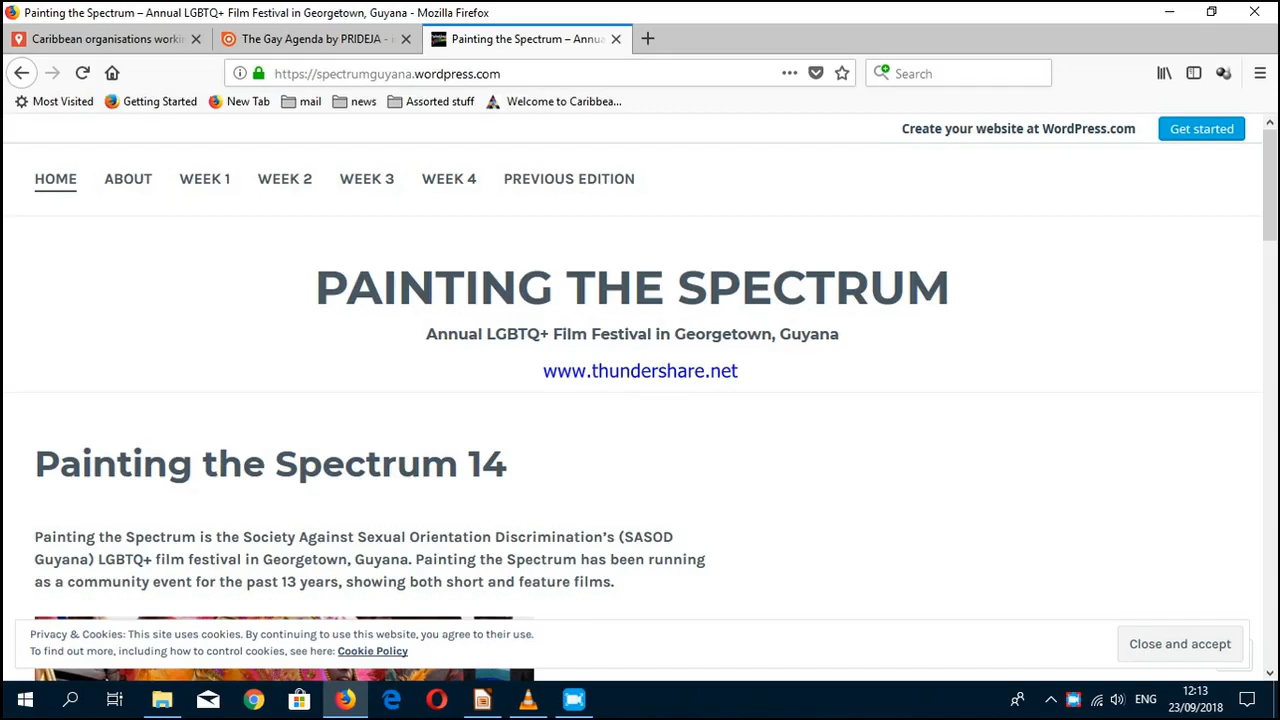 Painting the Spectrum – Annual LGBTQ+ Film Festival in Georgetown, Guyana - Mozilla Firefox
Caribbean organisations worki
The Gay Agenda by PRIDEJA - i
Painting the Spectrum – Annua
https://spectrumguyana.wordpress.com
Search
Most Visited Getting Started New Tab mail news Assorted stuff Welcome to Caribbea...
Create your website at WordPress.com Get started
HOME ABOUT WEEK 1 WEEK 2 WEEK 3 WEEK 4 PREVIOUS EDITION
PAINTING THE SPECTRUM
Annual LGBTQ+ Film Festival in Georgetown, Guyana
www.thundershare.net
Painting the Spectrum 14
Painting the Spectrum is the Society Against Sexual Orientation Discrimination's (SASOD
Guyana) LGBTQ+ film festival in Georgetown, Guyana. Painting the Spectrum has been running
as a community event for the past 13 years, showing both short and feature films.
Privacy & Cookies: This site uses cookies. By continuing to use this website, you agree to their use.
To find out more, including how to control cookies, see here: Cookie Policy
Close and accept
ENG
12:13
23/09/2018